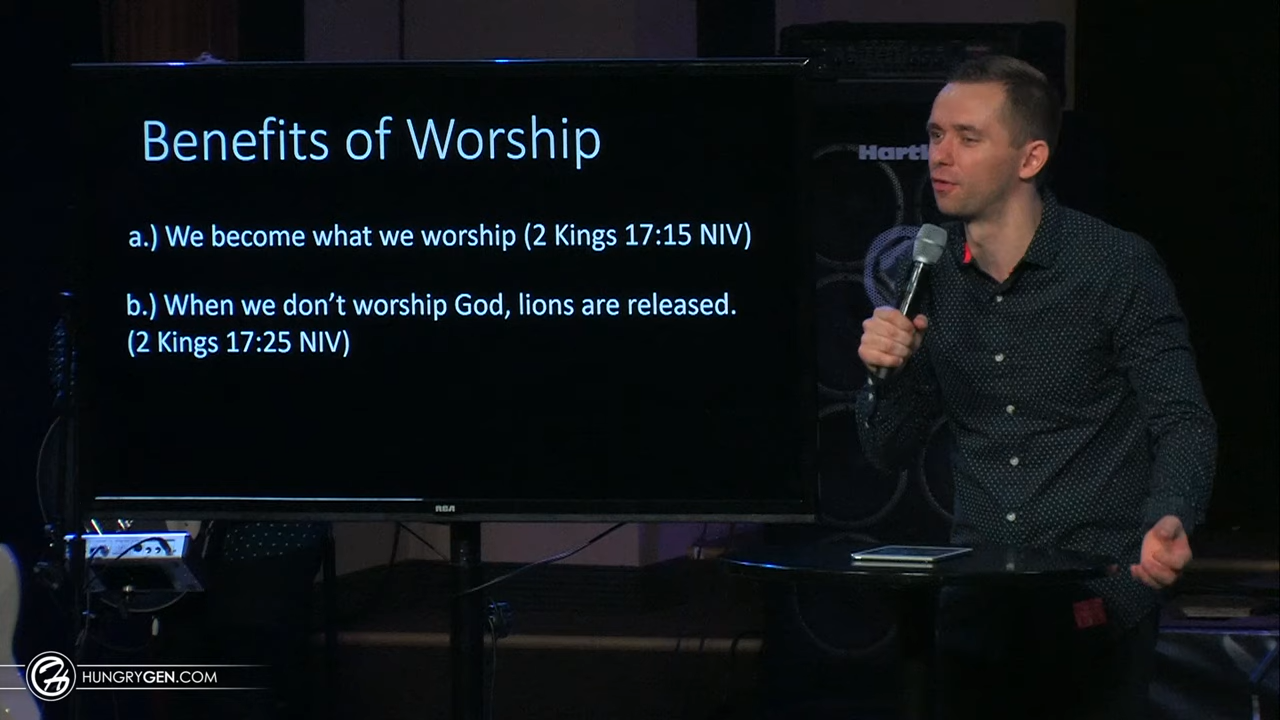 Benefits of Worship
a.) We become what we worship (2 Kings 17:15 NIV)
b.) When we don't worship God, lions are released.
(2 Kings 17:25 NIV)
RCA
HUNGRYGEN.COM